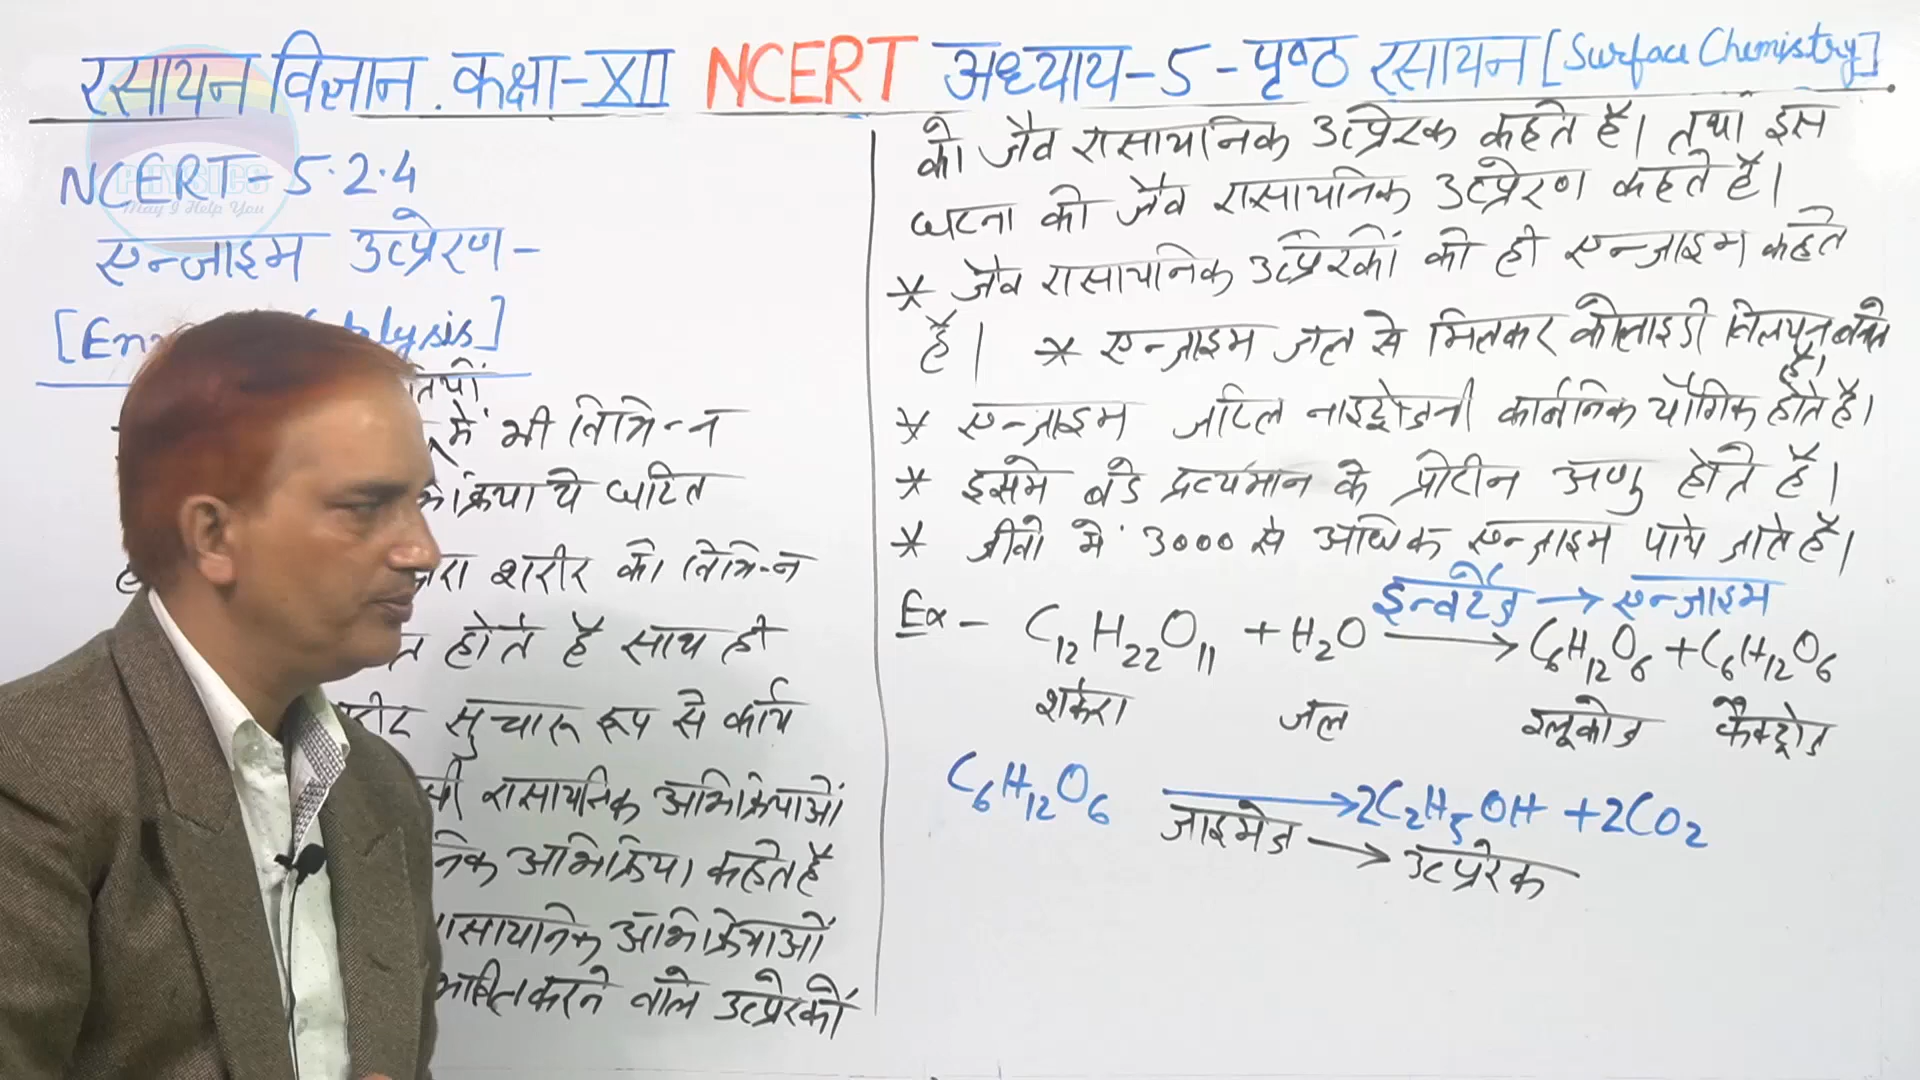 रसायन विज्ञान. कक्षा-XII NCERT अध्याय-5-पृष्ठ रसायन [Surface Chemistry]
PHYSICS
May I Help You
NCERT-5.2.4
एन्जाइम उत्प्रेरण-
में भी विभिन्न
घटित
शरीर की विभिन्न
होते हैं साथ ही
सुचारू रूप से कार्य
रासायनिक अभिक्रियाओं
अभिक्रिया कहते हैं
अभिक्रियाओं
करने वाले उत्प्रेरकों
को जैव रासायनिक उत्प्रेरक कहते हैं। तथा इस
घटना को जैव रासायनिक उत्प्रेरण कहते हैं।
* जैव रासायनिक उत्प्रेरकों को ही एन्जाइम कहते
हैं। * एन्जाइम जल से मिलकर कोलाइडी विलयन बनाते
हैं।
* एन्जाइम जटिल नाइट्रोजनी कार्बनिक यौगिक होते हैं।
* इसमे बडे द्रव्यमान के प्रोटीन अणु होते हैं।
* जीवो में 3000 से अधिक एन्जाइम पाये जाते हैं।
इन्वर्टेज → एन्जाइम
Ex - C₁₂H₂₂O₁₁ + H₂O ⟶ C₆H₁₂O₆ + C₆H₁₂O₆
शर्करा जल ग्लूकोज फ्रैक्ट्रोज
C₆H₁₂O₆ ⟶ 2C₂H₅OH + 2CO₂
जाइमेज → उत्प्रेरक